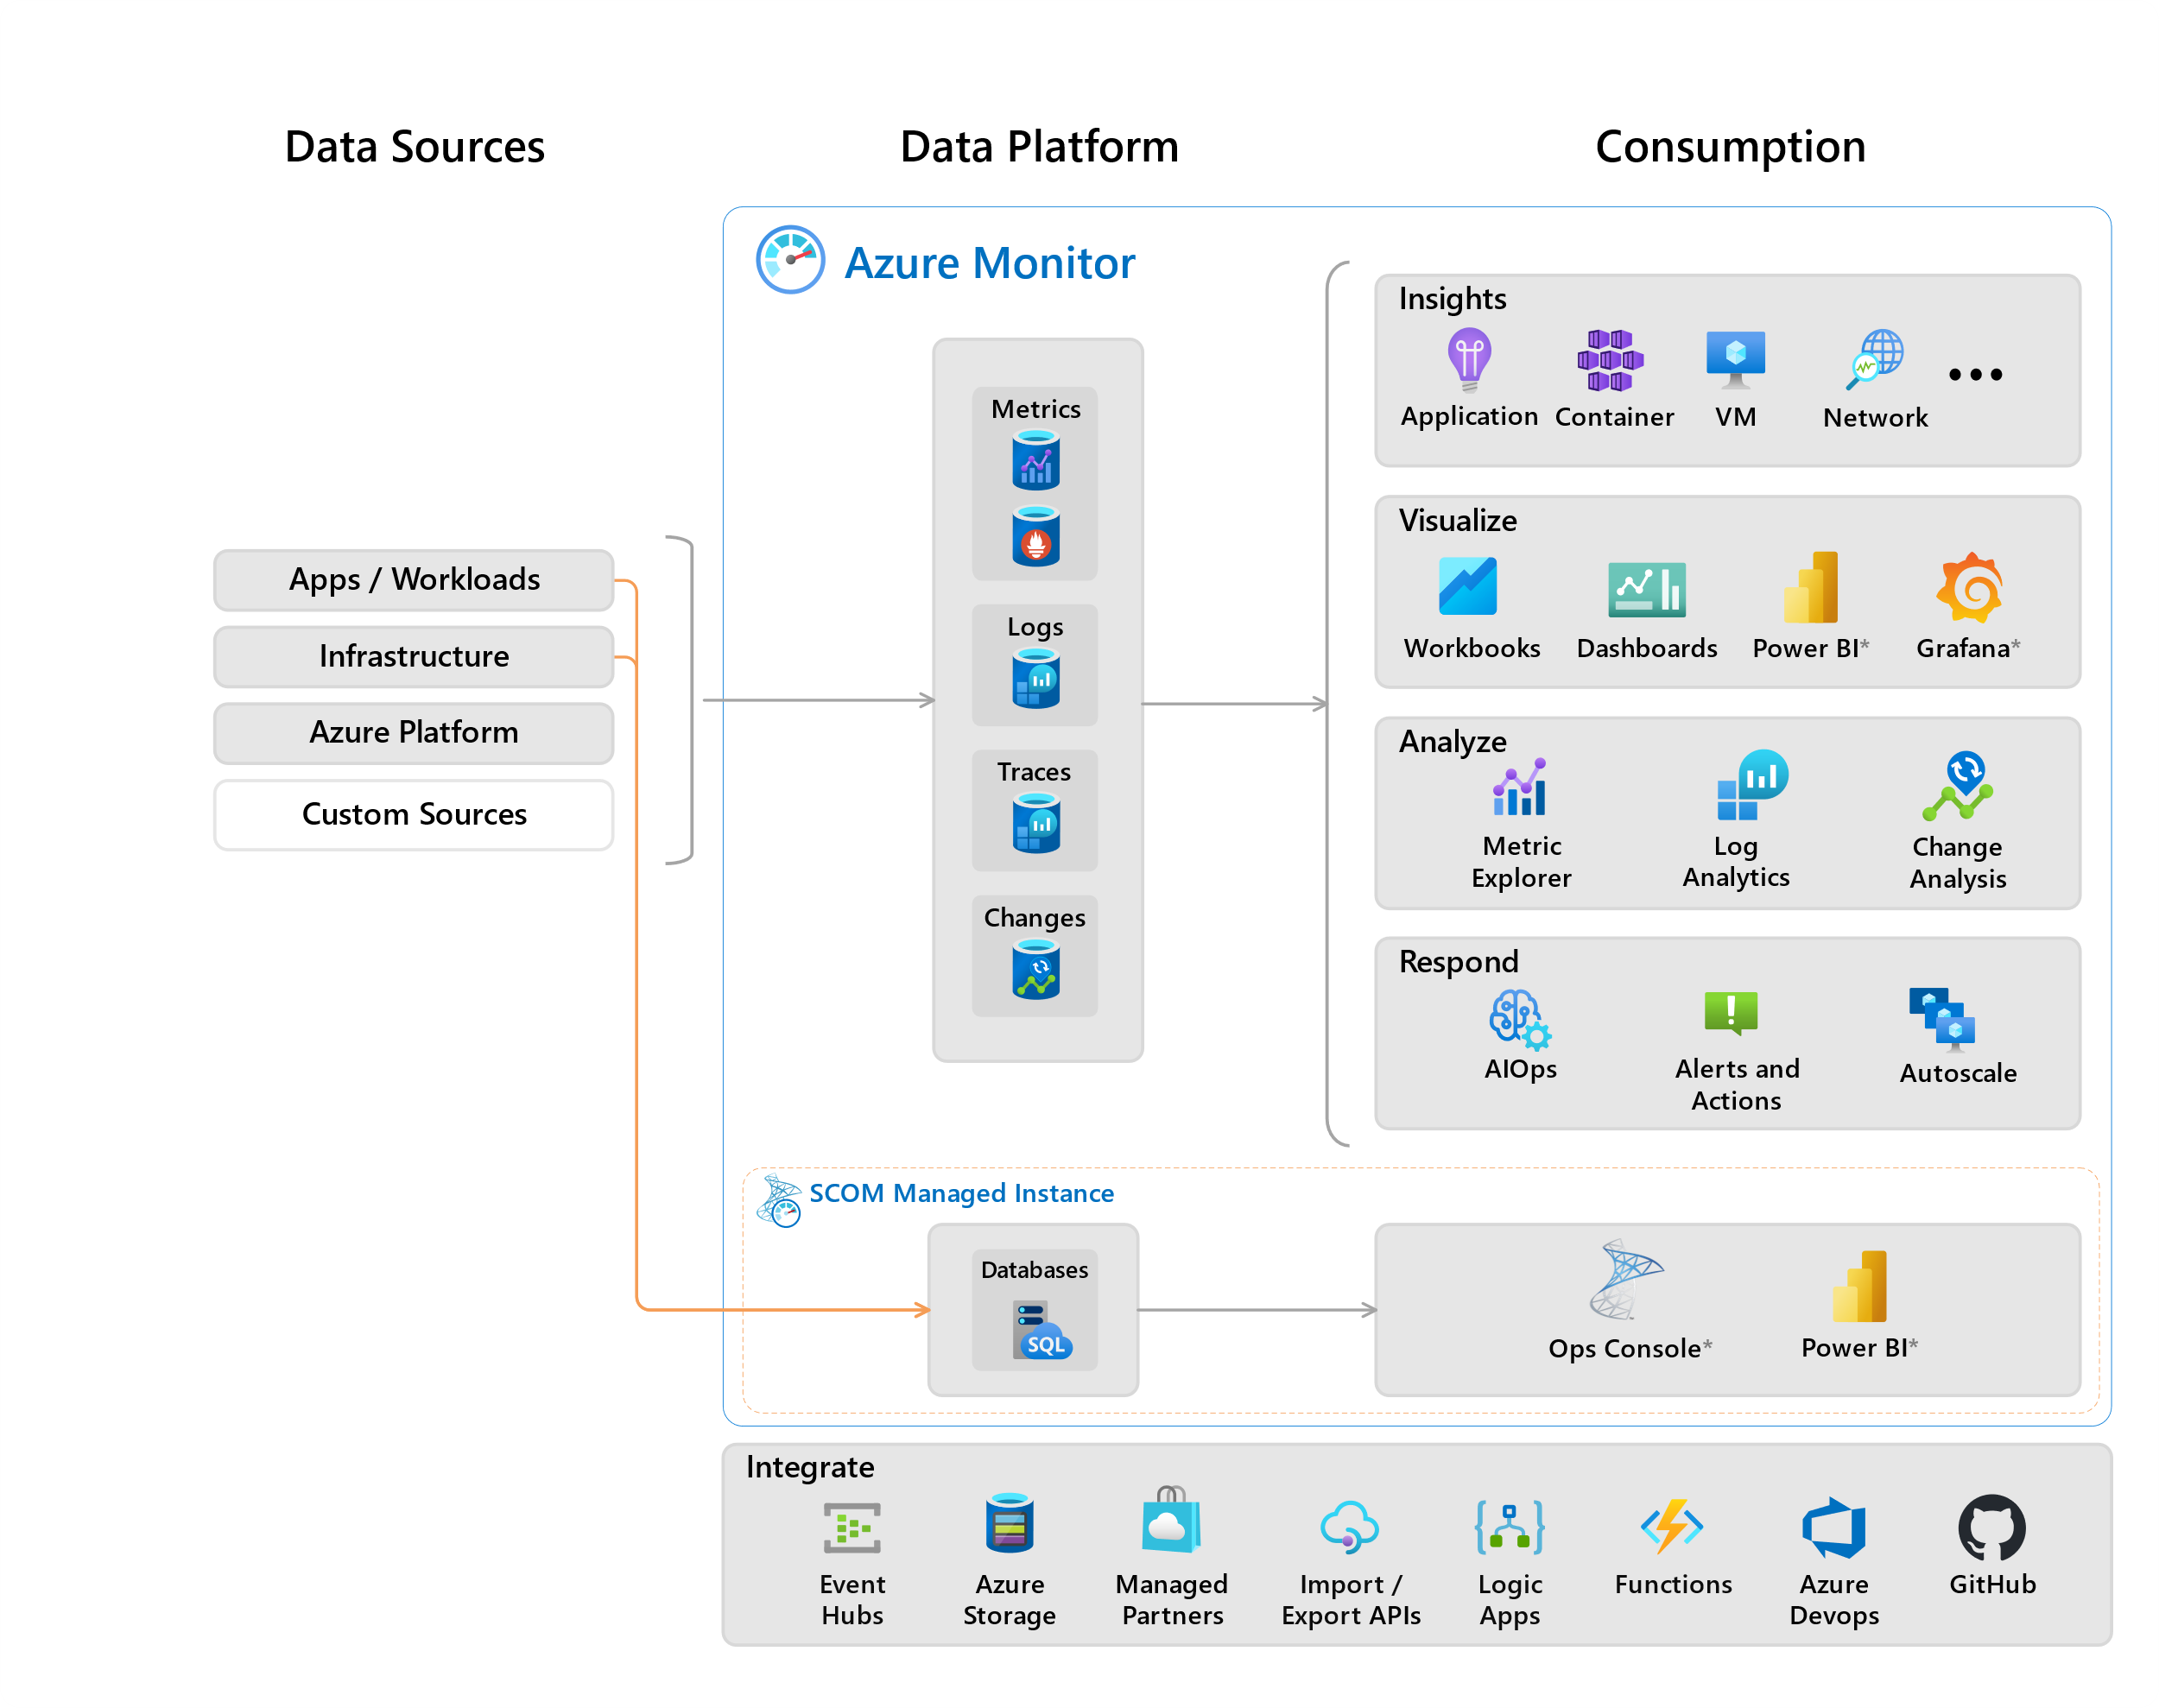 Data Sources
Data Platform
Consumption
Azure Monitor
Apps / Workloads
Infrastructure
Azure Platform
Custom Sources
Metrics
Logs
Traces
Changes
Insights
Application
Container
VM
Network
•••
Visualize
Workbooks
Dashboards
Power BI*
Grafana*
Analyze
Metric
Explorer
Log
Analytics
Change
Analysis
Respond
AIOps
Alerts and
Actions
Autoscale
SCOM Managed Instance
Databases
SQL
Ops Console*
Power BI*
Integrate
Event
Hubs
Azure
Storage
Managed
Partners
Import /
Export APIs
Logic
Apps
Functions
Azure
Devops
GitHub